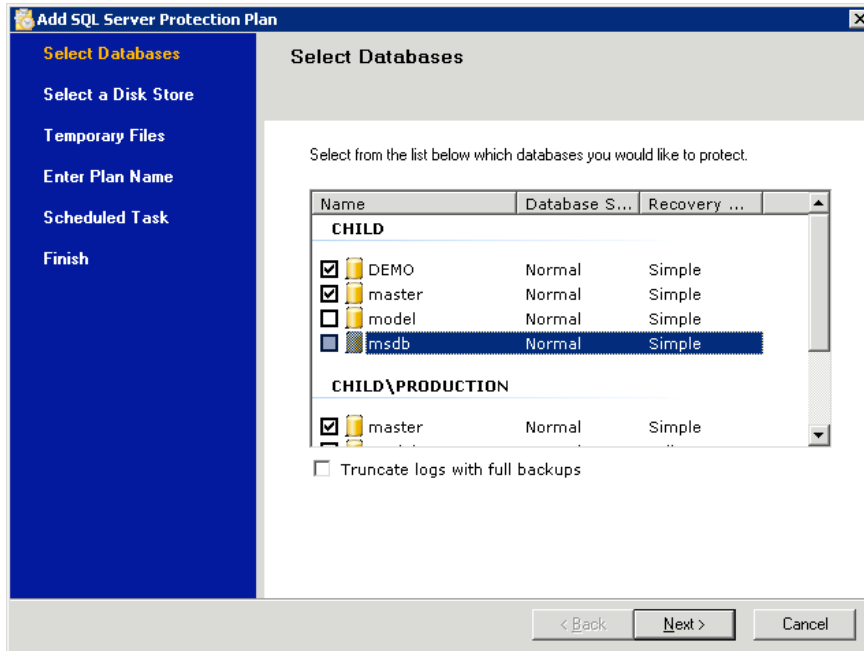 Add SQL Server Protection Plan
Select Databases
Select a Disk Store
Temporary Files
Enter Plan Name
Scheduled Task
Finish
Select Databases
Select from the list below which databases you would like to protect.
Name Database S... Recovery ...
CHILD
DEMO Normal Simple
master Normal Simple
model Normal Simple
msdb Normal Simple
CHILD\PRODUCTION
master Normal Simple
Truncate logs with full backups
< Back Next > Cancel